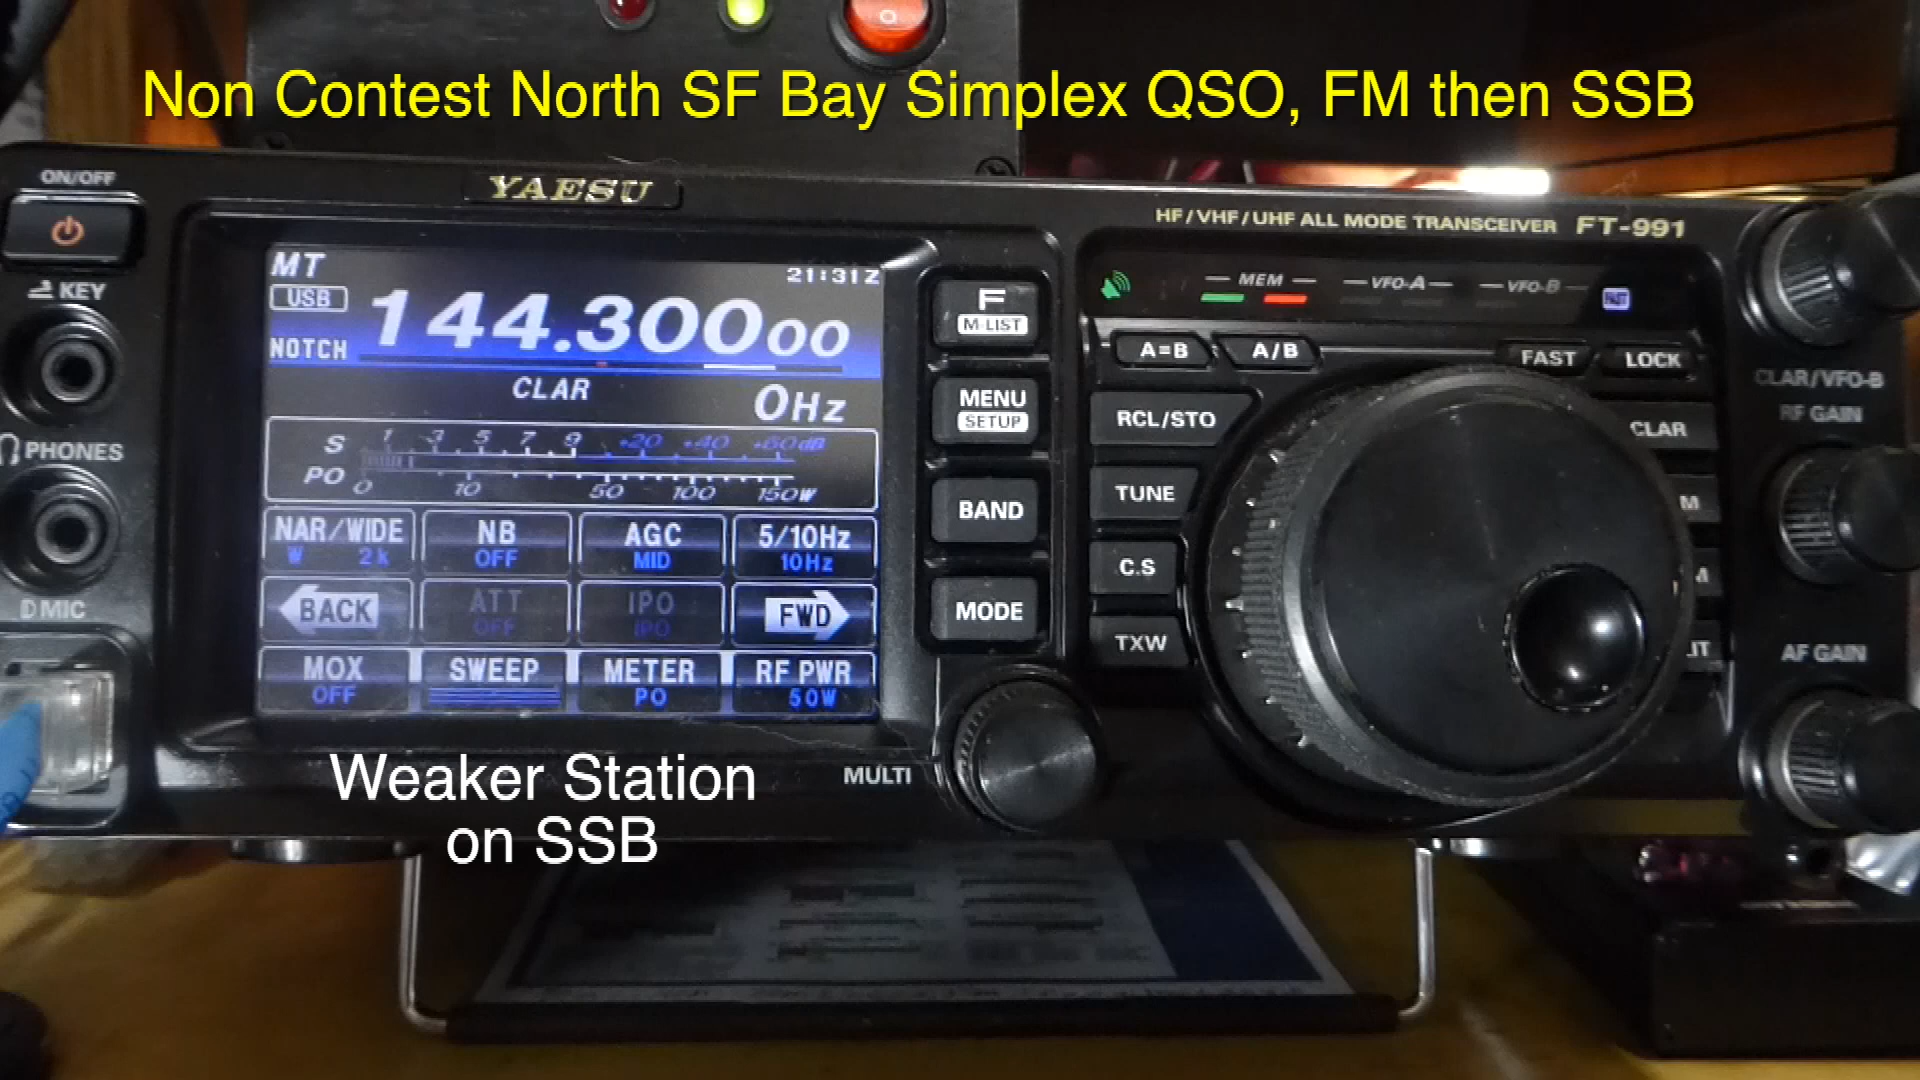 Non Contest North SF Bay Simplex QSO, FM then SSB
ON/OFF
YAESU
HF/VHF/UHF ALL MODE TRANSCEIVER FT-991
MT
21:31Z
USB
144.30000
NOTCH
CLAR
0Hz
S 1 3 5 7 9 +20 +40 +60dB
PO 0 10 50 100 150W
NAR/WIDE
W 2k
NB
OFF
AGC
MID
5/10Hz
10Hz
BACK
ATT
OFF
IPO
IPO
FWD
MOX
OFF
SWEEP
METER
PO
RF PWR
50W
KEY
PHONES
D MIC
F
M-LIST
MENU
SETUP
BAND
MODE
MULTI
MEM
VFO-A
VFO-B
FAST
A=B
A/B
FAST
LOCK
RCL/STO
TUNE
C.S
TXW
CLAR
M
CLAR/VFO-B
RF GAIN
AF GAIN
Weaker Station
on SSB